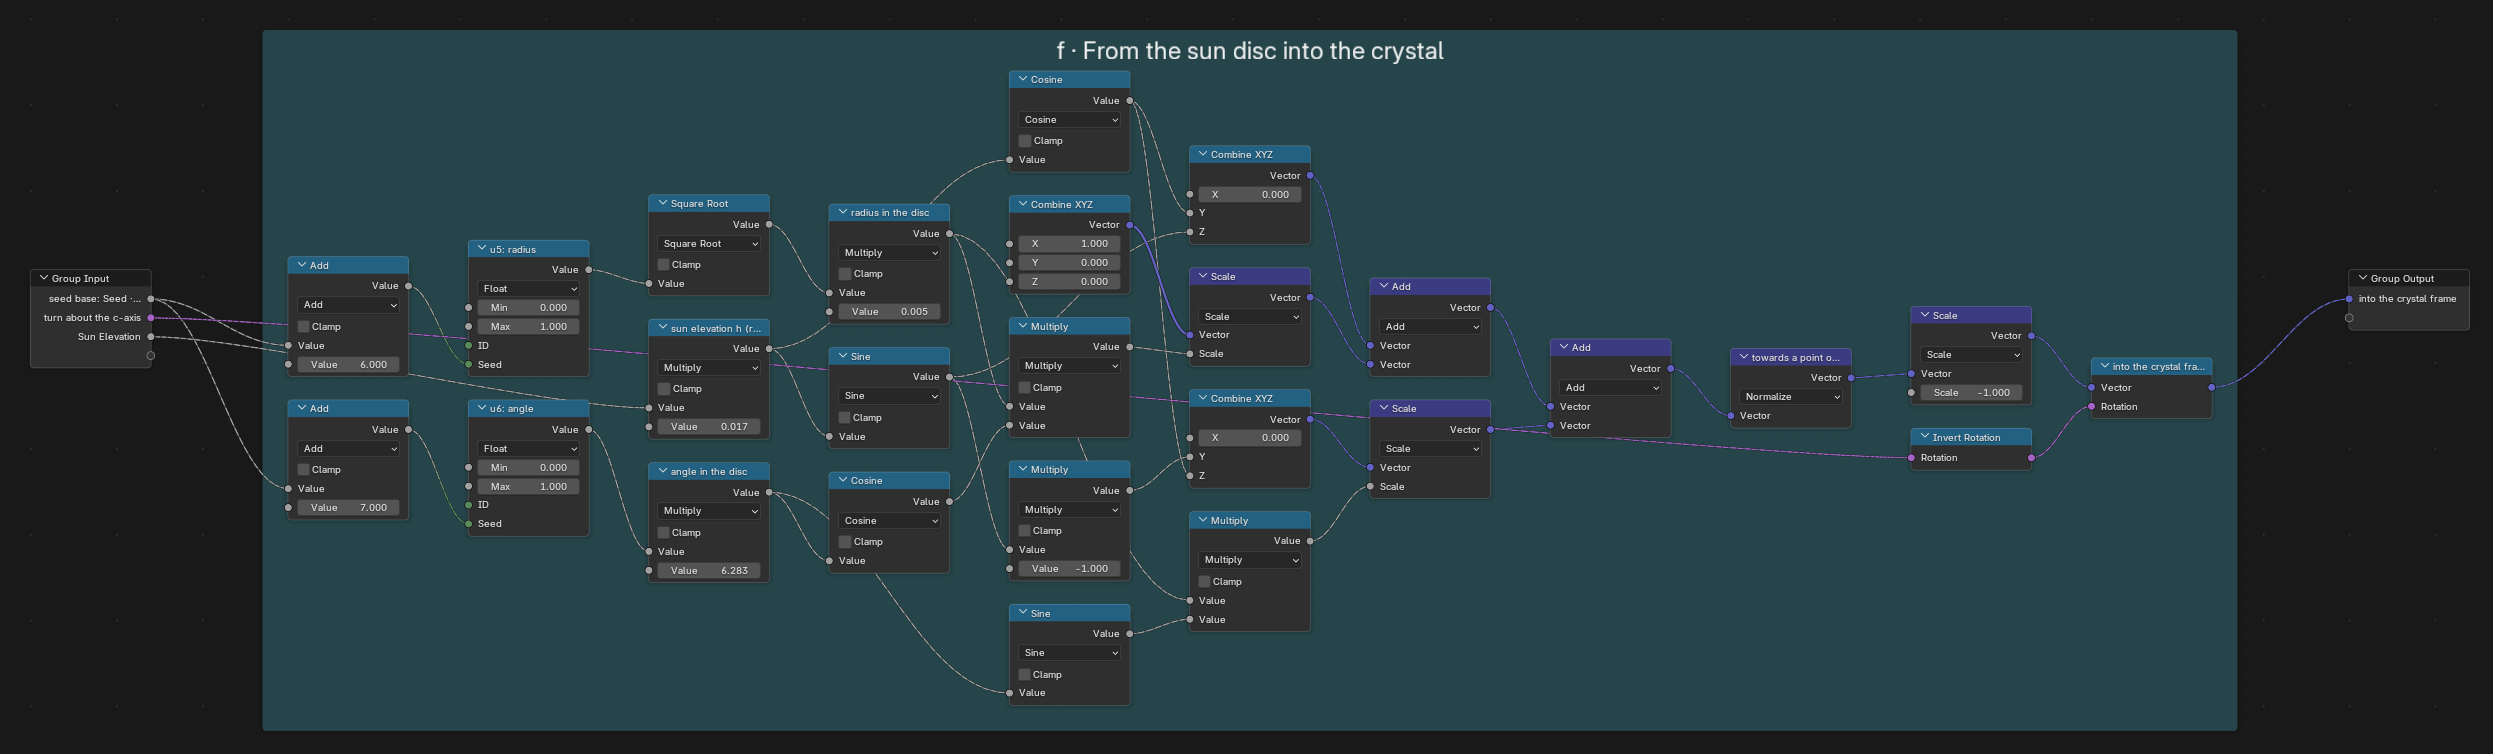 f · From the sun disc into the crystal
Group Input
seed base: Seed ·...
turn about the c-axis
Sun Elevation
Add
Value
Add
Clamp
Value
Value 6.000
Add
Value
Add
Clamp
Value
Value 7.000
u5: radius
Value
Float
Min 0.000
Max 1.000
ID
Seed
u6: angle
Value
Float
Min 0.000
Max 1.000
ID
Seed
Square Root
Value
Square Root
Clamp
Value
sun elevation h (r...
Value
Multiply
Clamp
Value
Value 0.017
angle in the disc
Value
Multiply
Clamp
Value
Value 6.283
radius in the disc
Value
Multiply
Clamp
Value
Value 0.005
Sine
Value
Sine
Clamp
Value
Cosine
Value
Cosine
Clamp
Value
Cosine
Value
Cosine
Clamp
Value
Combine XYZ
Vector
X 1.000
Y 0.000
Z 0.000
Multiply
Value
Multiply
Clamp
Value
Value
Multiply
Value
Multiply
Clamp
Value
Value -1.000
Sine
Value
Sine
Clamp
Value
Combine XYZ
Vector
X 0.000
Y
Z
Scale
Vector
Scale
Vector
Scale
Combine XYZ
Vector
X 0.000
Y
Z
Multiply
Value
Multiply
Clamp
Value
Value
Add
Vector
Add
Vector
Vector
Scale
Vector
Scale
Vector
Scale
Add
Vector
Add
Vector
Vector
towards a point o...
Vector
Normalize
Vector
Scale
Vector
Scale
Vector
Scale -1.000
Invert Rotation
Rotation
into the crystal fra...
Vector
Rotation
Group Output
into the crystal frame